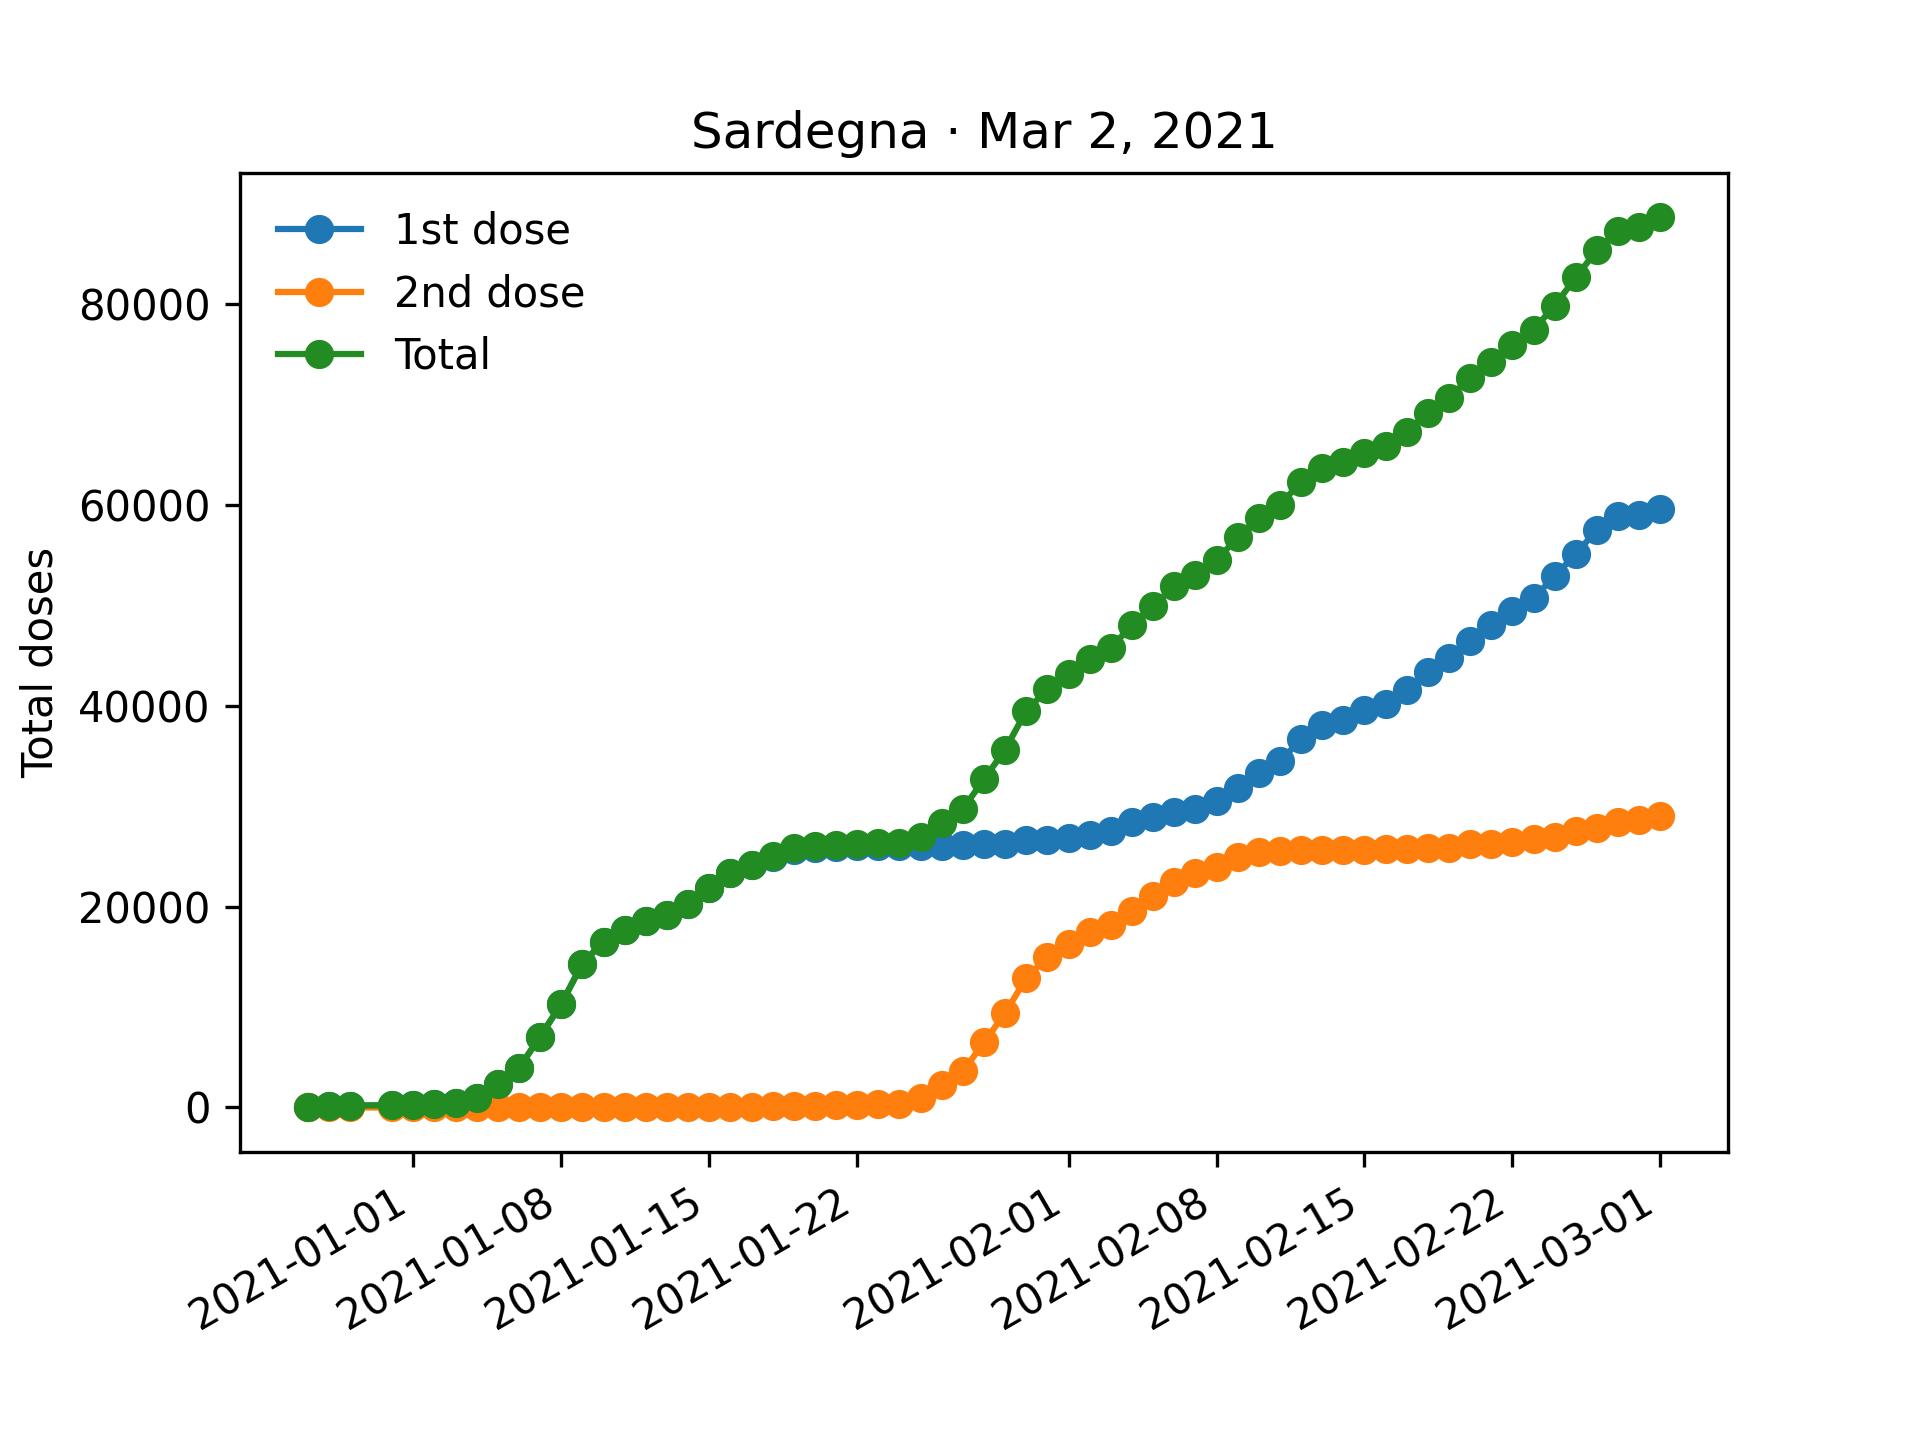 Sardegna · Mar 2, 2021
1st dose
2nd dose
Total
Total doses
80000
60000
40000
20000
0
2021-01-01
2021-01-08
2021-01-15
2021-01-22
2021-02-01
2021-02-08
2021-02-15
2021-02-22
2021-03-01